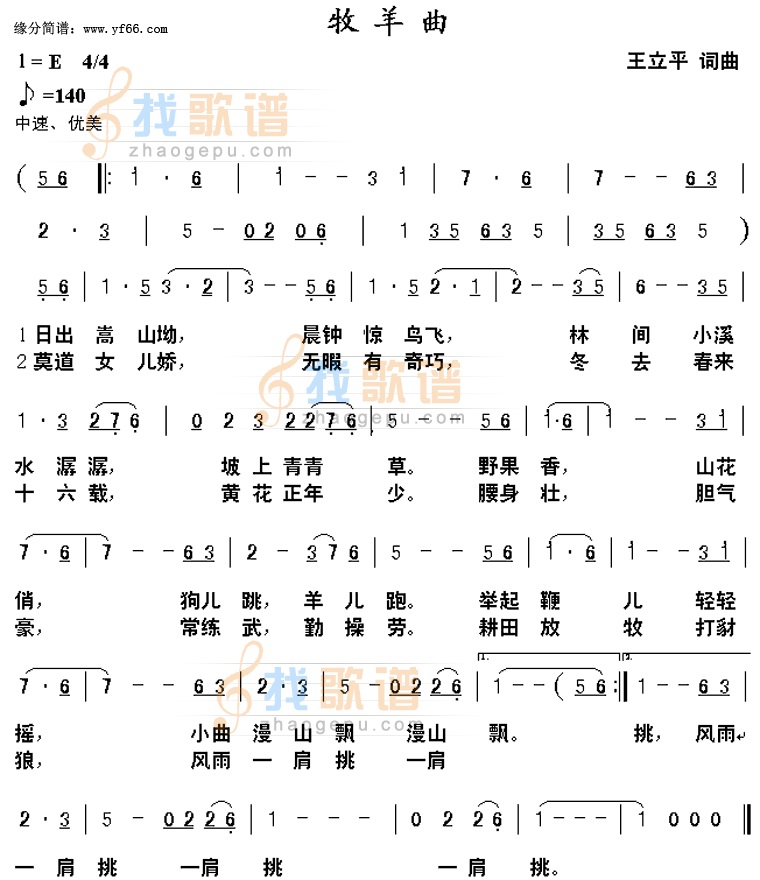 牧羊曲
缘分简谱：www.yf66.com
1=E 4/4
王立平 词曲
♪=140
中速、优美
找歌谱
zhaogepu.com
( 5 6 |: 1 · 6 | 1 - - 3 1 | 7 · 6 | 7 - - 6 3 |
2 · 3 | 5 - 0 2 0 6 | 1 3 5 6 3 5 | 3 5 6 3 5 )
5 6 | 1 · 5 3 · 2 | 3 - - 5 6 | 1 · 5 2 · 1 | 2 - - 3 5 | 6 - - 3 5 |
1日出 嵩 山坳， 晨钟 惊 鸟飞， 林 间 小溪
2莫道 女 儿娇， 无暇 有 奇巧， 冬 去 春来
找歌谱
zhaogepu.com
1 · 3 2 7 6 | 0 2 3 2 2 7 6 | 5 - - 5 6 | 1 · 6 | 1 - - 3 1 |
水 潺 潺， 坡 上 青青 草。 野果 香， 山花
十 六 载， 黄 花 正年 少。 腰身 壮， 胆气
7 · 6 | 7 - - 6 3 | 2 - 3 7 6 | 5 - - 5 6 | 1 · 6 | 1 - - 3 1 |
俏， 狗儿 跳， 羊 儿 跑。 举起 鞭 儿 轻轻
豪， 常练 武， 勤 操 劳。 耕田 放 牧 打豺
找歌谱
zhaogepu.com
1. 2.
7 · 6 | 7 - - 6 3 | 2 · 3 | 5 - 0 2 2 6 | 1 - - ( 5 6 :| 1 - - 6 3 |
摇， 小曲 漫 山 飘 漫山 飘。 挑， 风雨
狼， 风雨 一 肩 挑 一肩
2 · 3 | 5 - 0 2 2 6 | 1 - - - | 0 2 2 6 | 1 - - - | 1 0 0 0 ‖
一 肩 挑 一肩 挑 一 肩 挑。